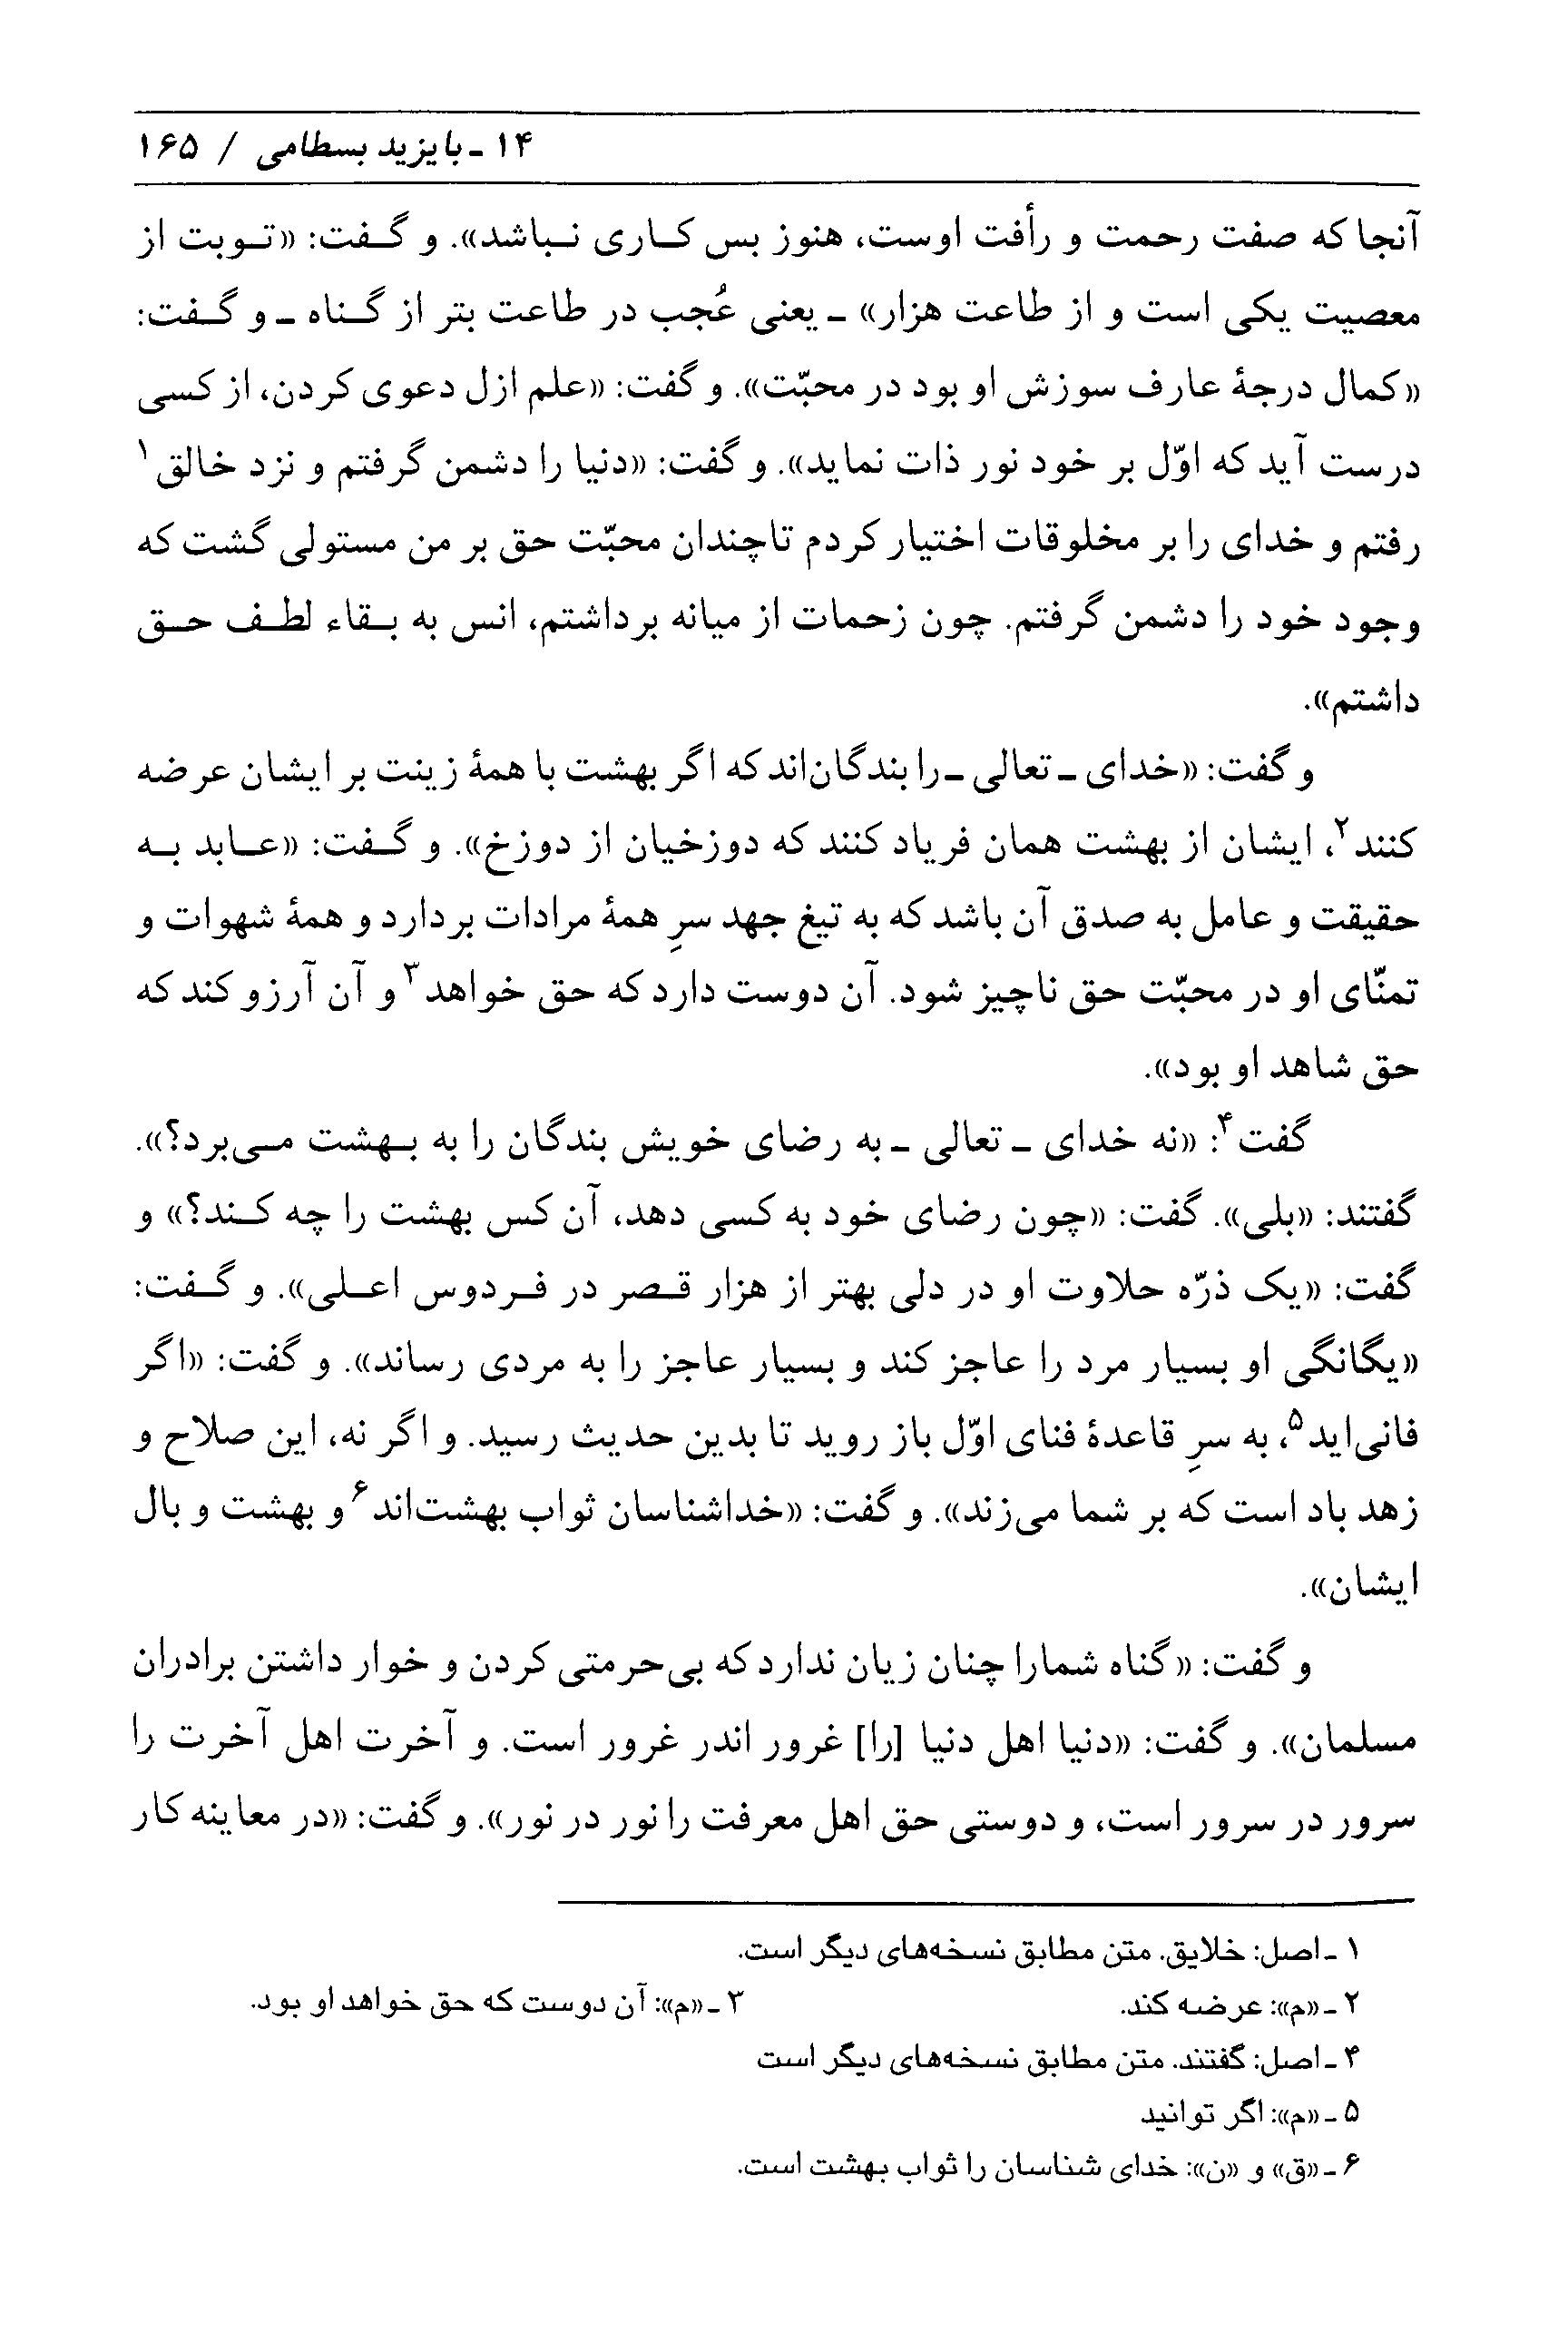 ۱۴ ـ بایزید بسطامی / ۱۶۵
آنجا که صفت رحمت و رأفت اوست، هنوز بس کاری نباشد». و گفت: «توبت از
معصیت یکی است و از طاعت هزار» ـ یعنی عُجب در طاعت بتر از گناه ـ و گفت:
«کمال درجهٔ عارف سوزش او بود در محبّت». و گفت: «علم ازل دعوی کردن، از کسی
درست آید که اوّل بر خود نور ذات نماید». و گفت: «دنیا را دشمن گرفتم و نزد خالق۱
رفتم و خدای را بر مخلوقات اختیار کردم تا چندان محبّت حق بر من مستولی گشت که
وجود خود را دشمن گرفتم. چون زحمات از میانه برداشتم، انس به بقاء لطف حق
داشتم».
و گفت: «خدای ـ تعالی ـ را بندگان‌اند که اگر بهشت با همهٔ زینت بر ایشان عرضه
کنند۲، ایشان از بهشت همان فریاد کنند که دوزخیان از دوزخ». و گفت: «عابد به
حقیقت و عامل به صدق آن باشد که به تیغ جهد سرِ همهٔ مرادات بردارد و همهٔ شهوات و
تمنّای او در محبّت حق ناچیز شود. آن دوست دارد که حق خواهد۳ و آن آرزو کند که
حق شاهد او بود».
گفت۴: «نه خدای ـ تعالی ـ به رضای خویش بندگان را به بهشت می‌برد؟».
گفتند: «بلی». گفت: «چون رضای خود به کسی دهد، آن کس بهشت را چه کند؟» و
گفت: «یک ذرّه حلاوت او در دلی بهتر از هزار قصر در فردوس اعلی». و گفت:
«یگانگی او بسیار مرد را عاجز کند و بسیار عاجز را به مردی رساند». و گفت: «اگر
فانی‌اید۵، به سرِ قاعدهٔ فنای اوّل باز روید تا بدین حدیث رسید. و اگر نه، این صلاح و
زهد باد است که بر شما می‌زند». و گفت: «خداشناسان ثواب بهشت‌اند۶ و بهشت و بال
ایشان».
و گفت: «گناه شمارا چنان زیان ندارد که بی‌حرمتی کردن و خوار داشتن برادران
مسلمان». و گفت: «دنیا اهل دنیا [را] غرور اندر غرور است. و آخرت اهل آخرت را
سرور در سرور است، و دوستی حق اهل معرفت را نور در نور». و گفت: «در معاینه کار
۱ ـ اصل: خلایق. متن مطابق نسخه‌های دیگر است.
۲ ـ «م»: عرضه کند. ۳ ـ «م»: آن دوست که حق خواهد او بود.
۴ ـ اصل: گفتند. متن مطابق نسخه‌های دیگر است
۵ ـ «م»: اگر توانید
۶ ـ «ق» و «ن»: خدای شناسان را ثواب بهشت است.